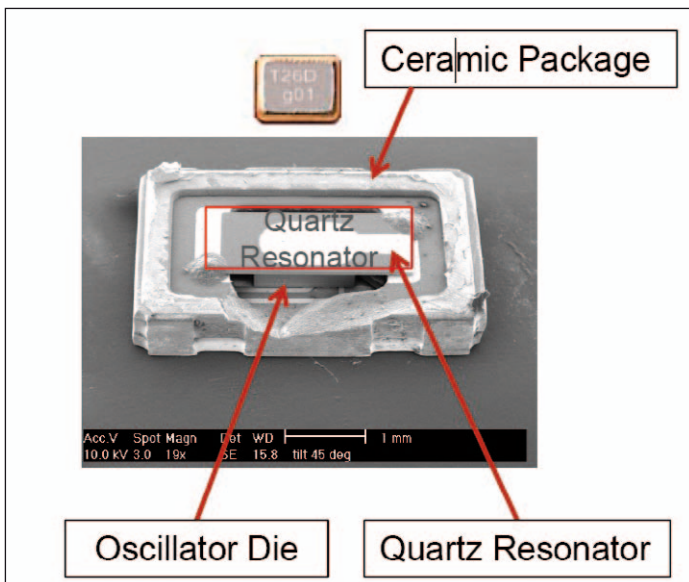 Ceramic Package
T26D
g01
Quartz
Resonator
Acc.V Spot Magn Det WD 1 mm
10.0 kV 3.0 19x SE 15.8 tilt 45 deg
Oscillator Die
Quartz Resonator